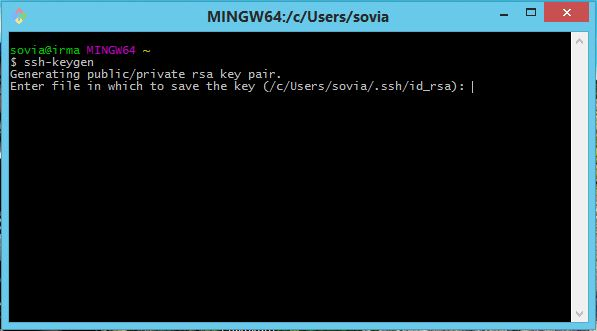 MINGW64:/c/Users/sovia
sovia@irma MINGW64 ~
$ ssh-keygen
Generating public/private rsa key pair.
Enter file in which to save the key (/c/Users/sovia/.ssh/id_rsa):